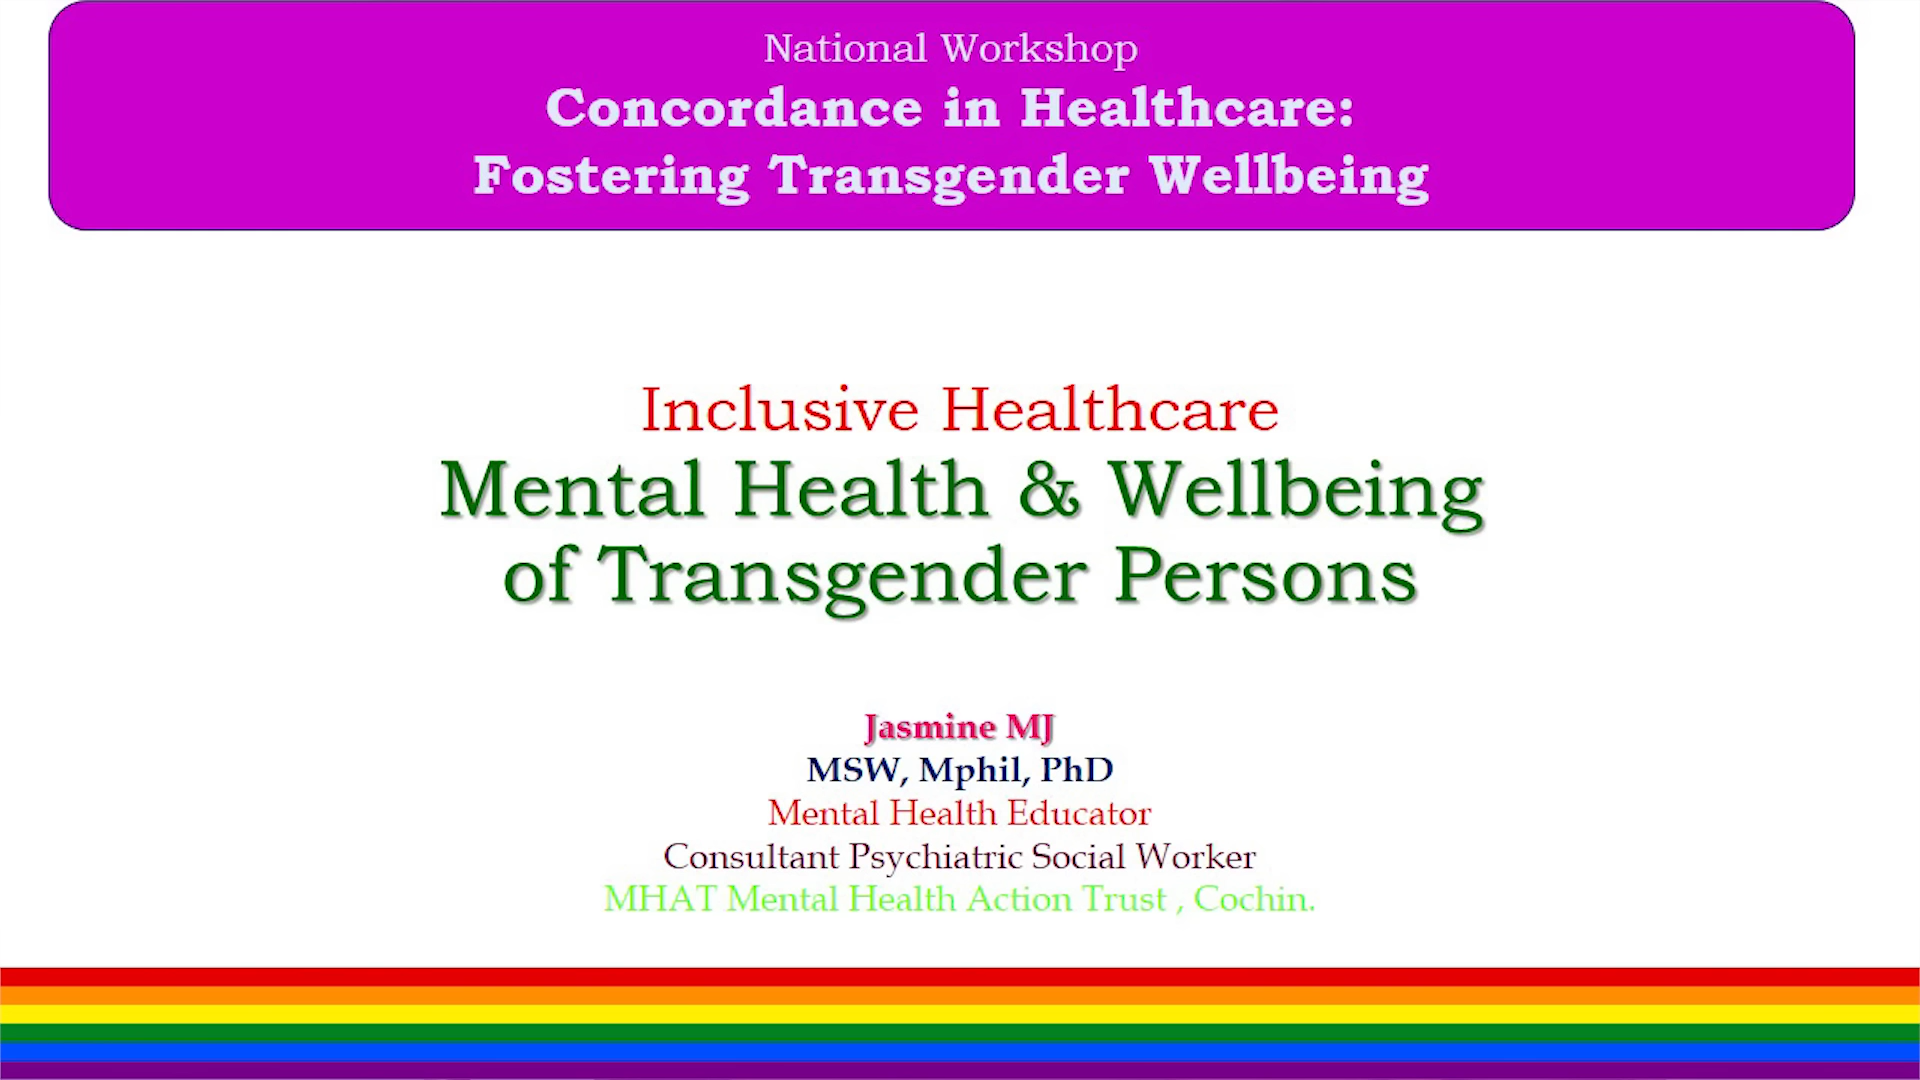 National Workshop
Concordance in Healthcare:
Fostering Transgender Wellbeing
Inclusive Healthcare
Mental Health & Wellbeing
of Transgender Persons
Jasmine MJ
MSW, Mphil, PhD
Mental Health Educator
Consultant Psychiatric Social Worker
MHAT Mental Health Action Trust , Cochin.